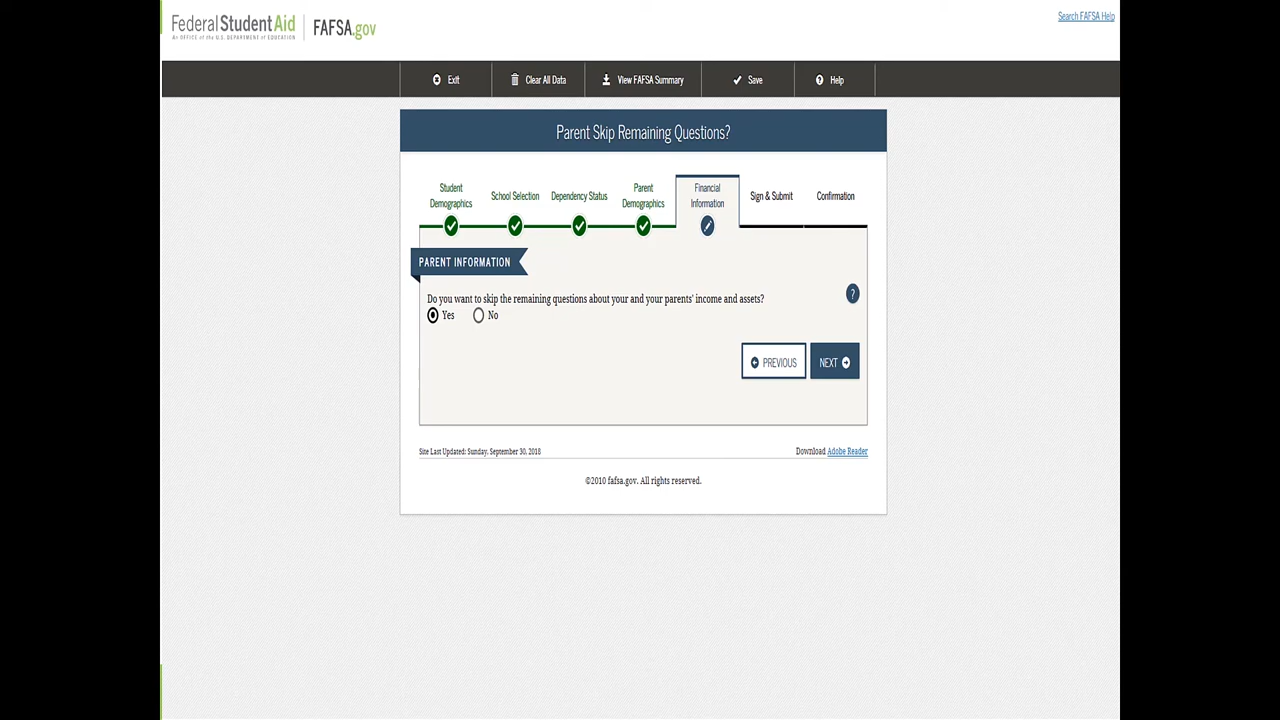 Federal Student Aid
An OFFICE of the U.S. DEPARTMENT of EDUCATION
FAFSA.gov
Search FAFSA Help
Exit
Clear All Data
View FAFSA Summary
Save
Help
Parent Skip Remaining Questions?
Student Demographics
School Selection
Dependency Status
Parent Demographics
Financial Information
Sign & Submit
Confirmation
PARENT INFORMATION
Do you want to skip the remaining questions about your and your parents' income and assets?
?
Yes No
PREVIOUS
NEXT
Site Last Updated: Sunday, September 30, 2018
Download Adobe Reader
©2010 fafsa.gov. All rights reserved.